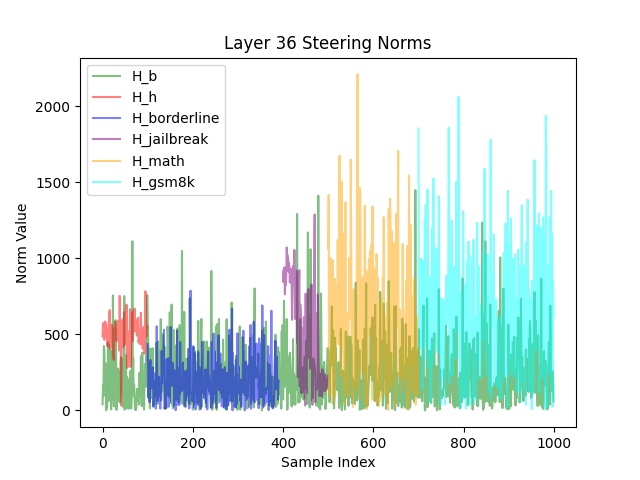 Layer 36 Steering Norms
H_b
H_h
H_borderline
H_jailbreak
H_math
H_gsm8k
Norm Value
2000
1500
1000
500
0
0 200 400 600 800 1000
Sample Index